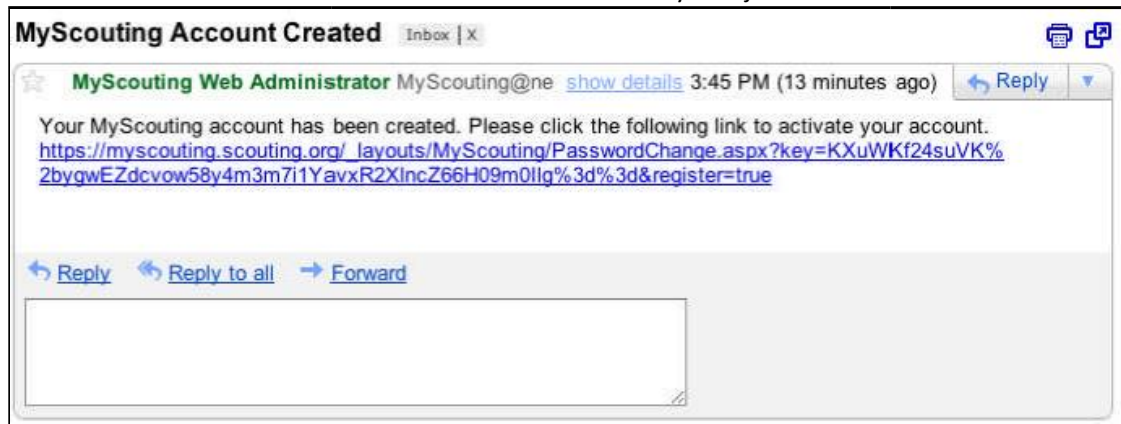 MyScouting Account Created Inbox | X
MyScouting Web Administrator MyScouting@ne show details 3:45 PM (13 minutes ago) Reply
Your MyScouting account has been created. Please click the following link to activate your account.
https://myscouting.scouting.org/_layouts/MyScouting/PasswordChange.aspx?key=KXuWKf24suVK%
2bygwEZdcvow58y4m3m7i1YavxR2XIncZ66H09m0IIg%3d%3d&register=true
Reply Reply to all Forward